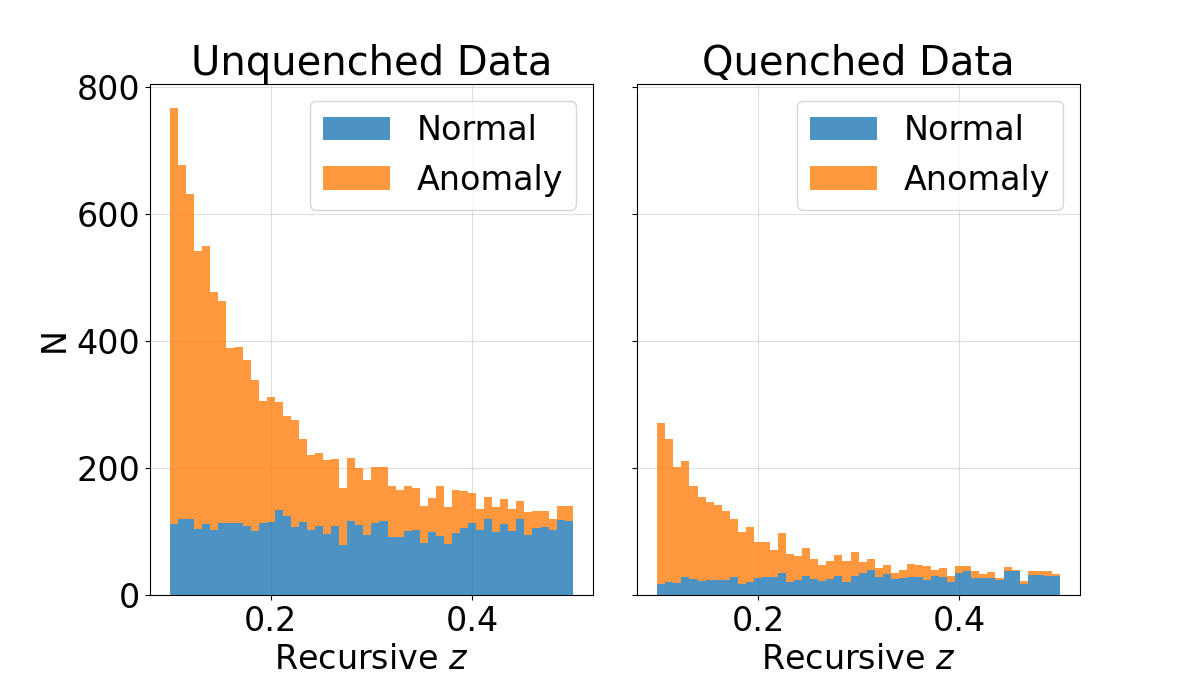 Unquenched Data
Quenched Data
Normal
Anomaly
Normal
Anomaly
N
800
600
400
200
0
0.2
0.4
0.2
0.4
Recursive z
Recursive z